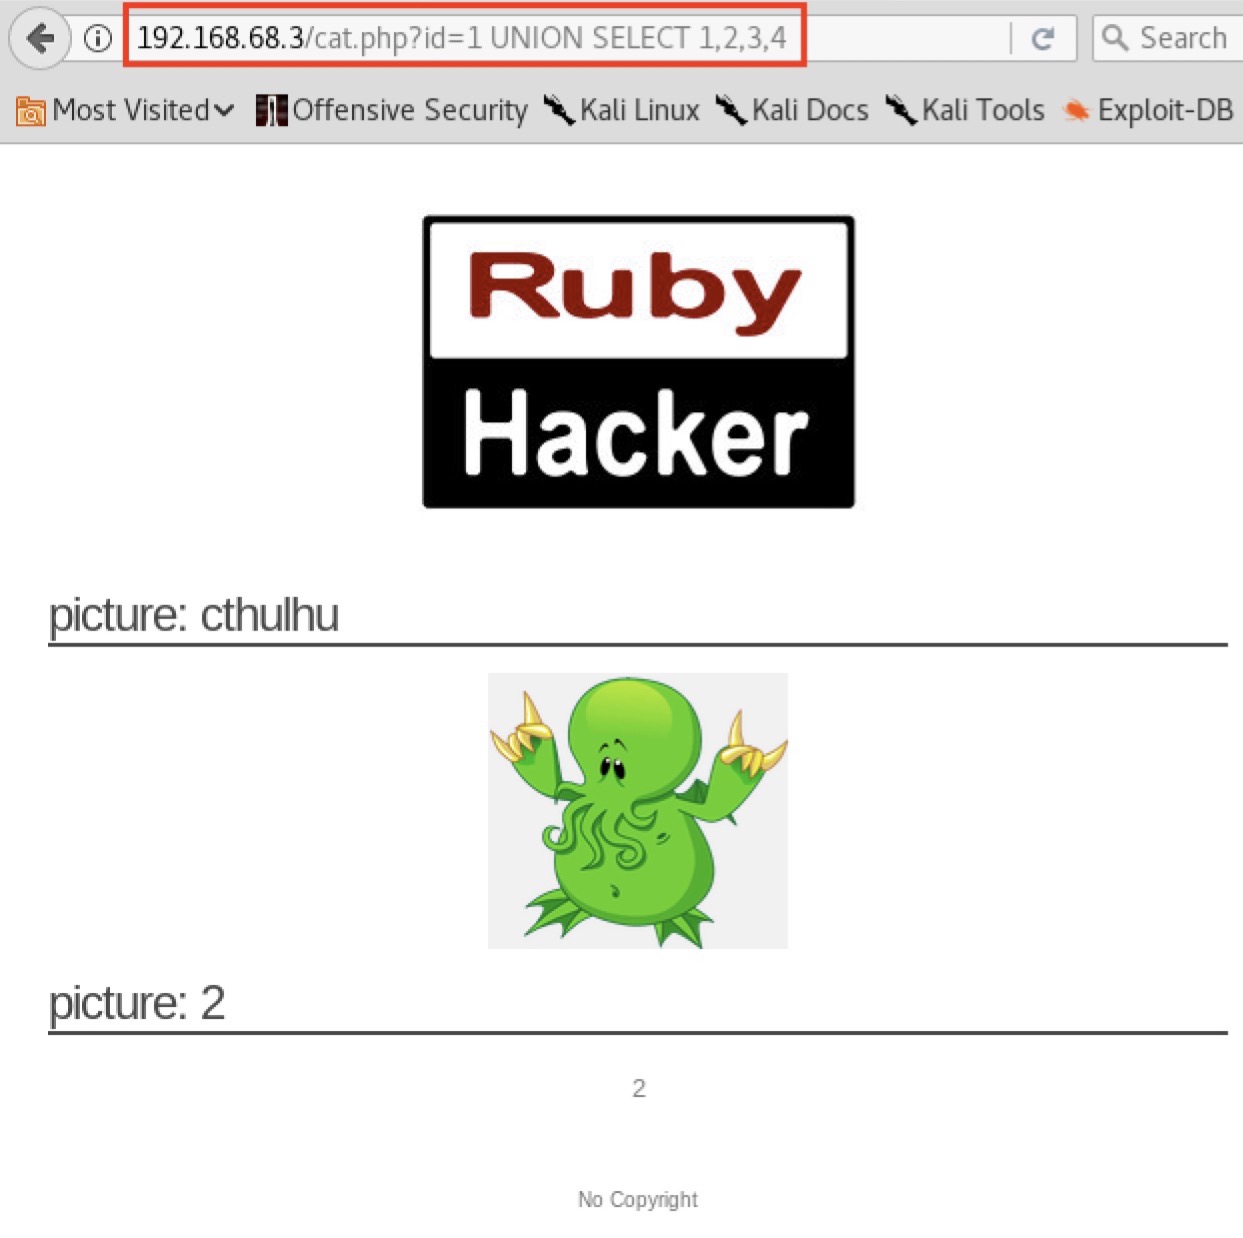 192.168.68.3/cat.php?id=1 UNION SELECT 1,2,3,4
Search
Most Visited
Offensive Security
Kali Linux
Kali Docs
Kali Tools
Exploit-DB
Ruby
Hacker
picture: cthulhu
picture: 2
2
No Copyright